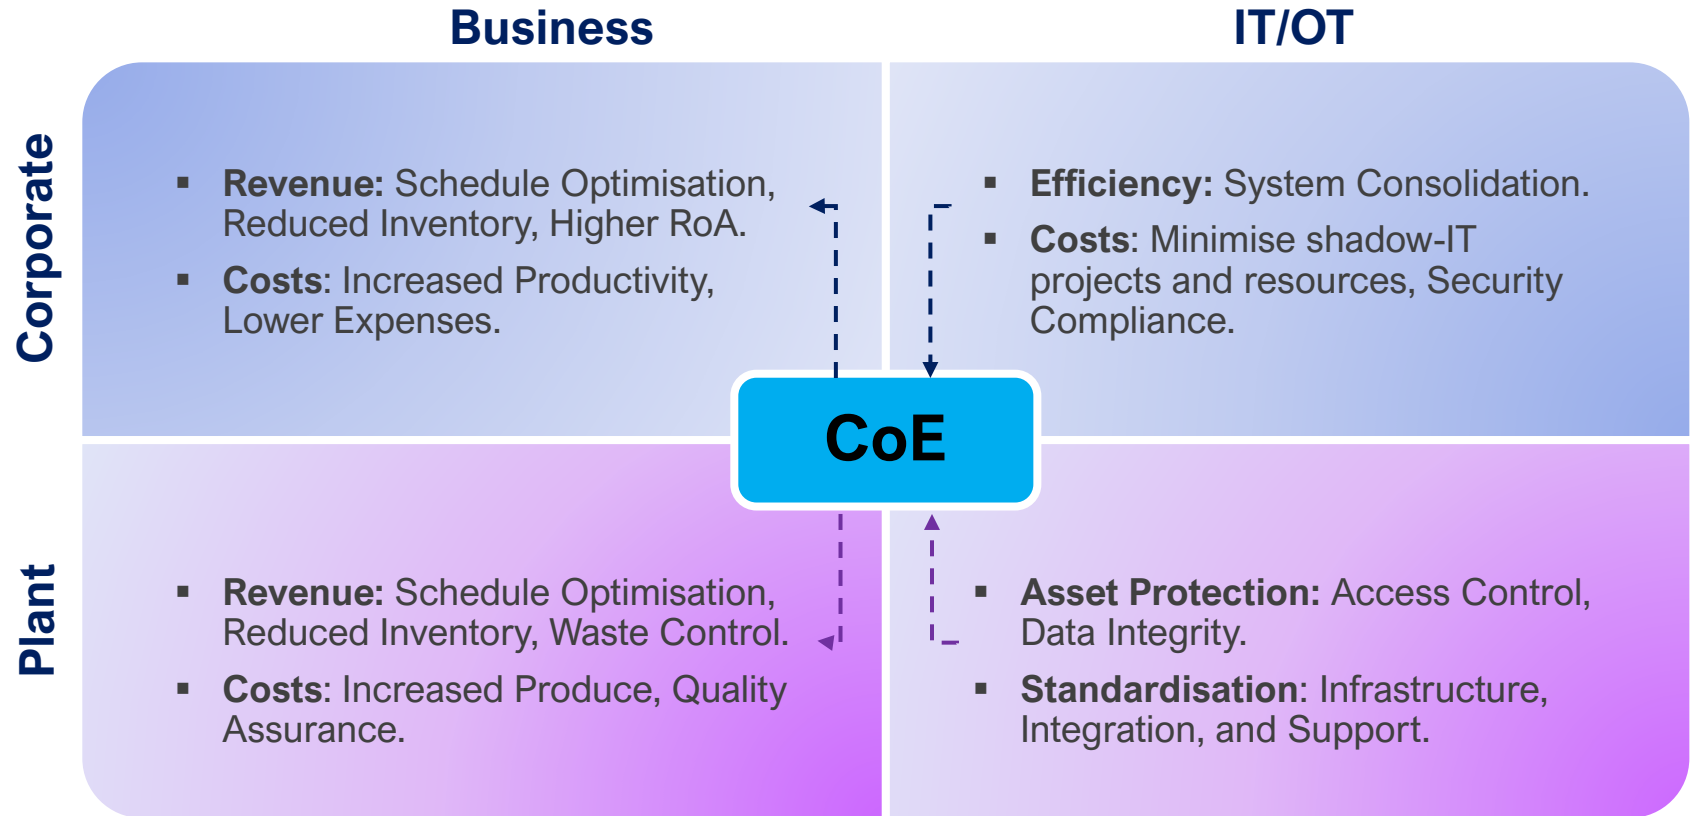 Business
IT/OT
Corporate
▪ Revenue: Schedule Optimisation,
Reduced Inventory, Higher RoA.
▪ Costs: Increased Productivity,
Lower Expenses.
▪ Efficiency: System Consolidation.
▪ Costs: Minimise shadow-IT
projects and resources, Security
Compliance.
CoE
Plant
▪ Revenue: Schedule Optimisation,
Reduced Inventory, Waste Control.
▪ Costs: Increased Produce, Quality
Assurance.
▪ Asset Protection: Access Control,
Data Integrity.
▪ Standardisation: Infrastructure,
Integration, and Support.